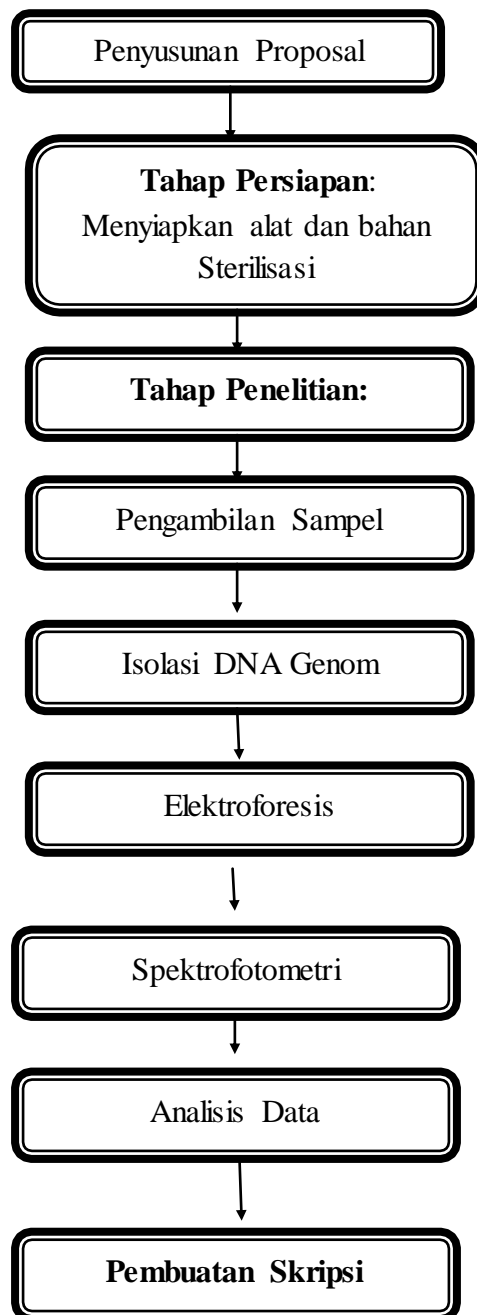 Penyusunan Proposal
Tahap Persiapan:
Menyiapkan alat dan bahan
Sterilisasi
Tahap Penelitian:
Pengambilan Sampel
Isolasi DNA Genom
Elektroforesis
Spektrofotometri
Analisis Data
Pembuatan Skripsi